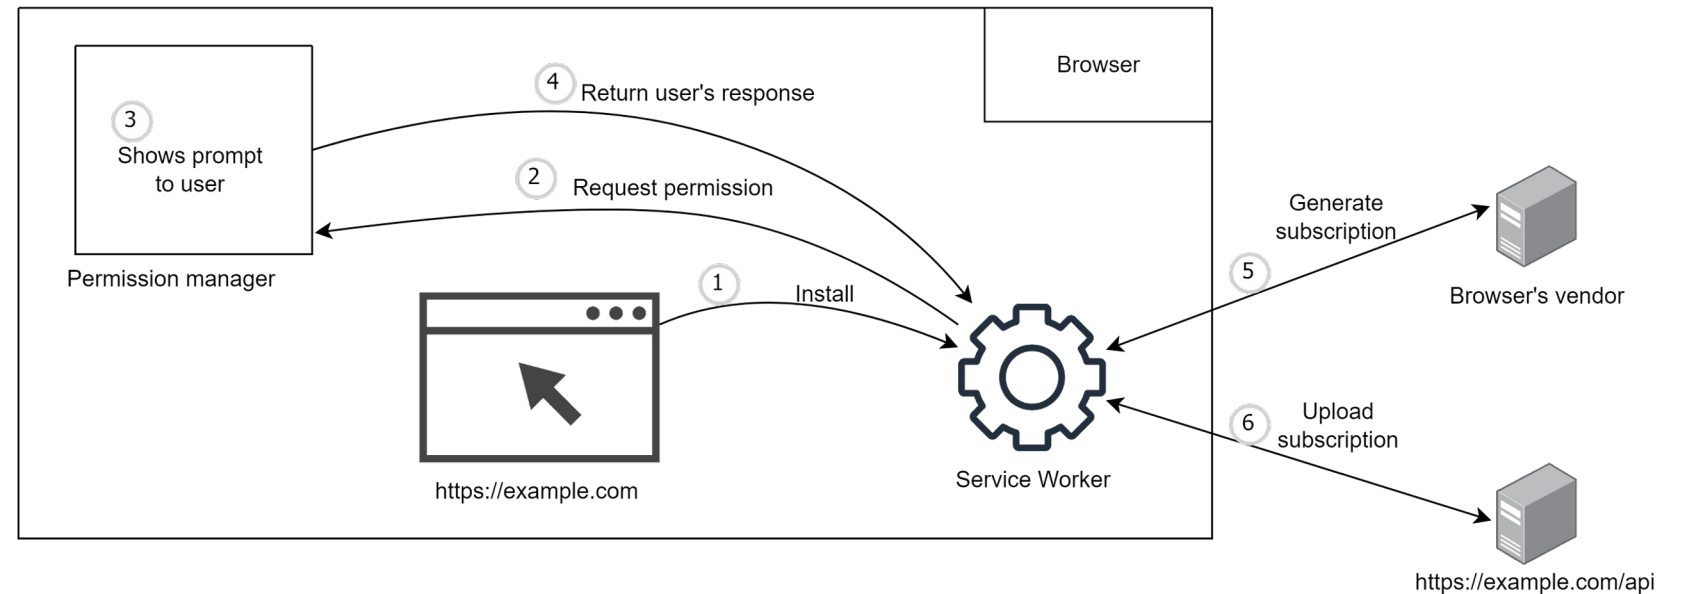 Browser
4
Return user's response
3
Shows prompt
to user
2
Request permission
Permission manager
1
Install
https://example.com
Service Worker
Generate
subscription
5
Browser's vendor
6
Upload
subscription
https://example.com/api